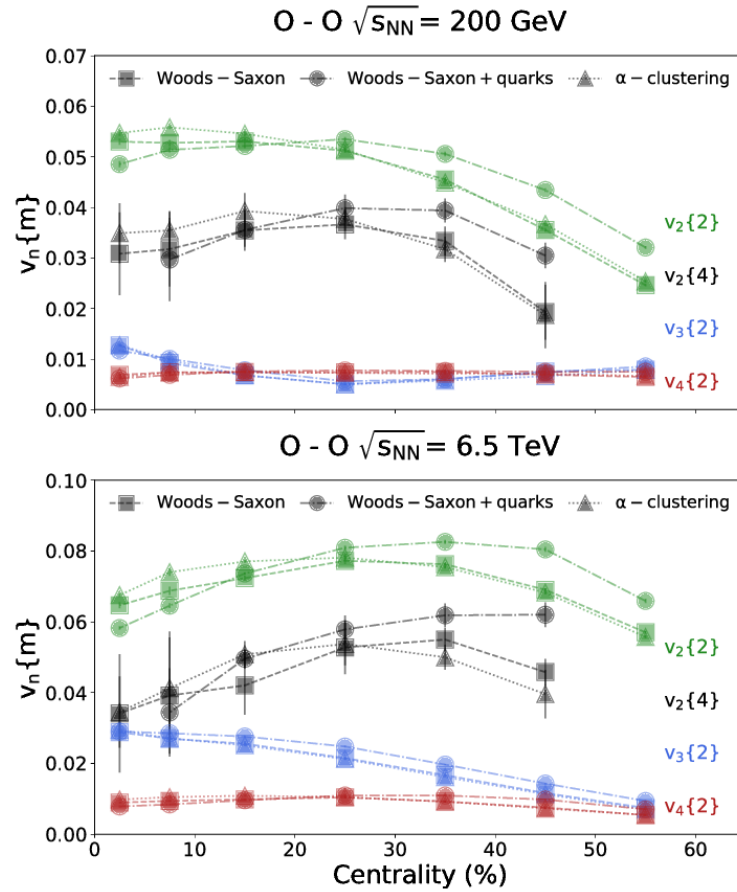 O - O √sNN = 200 GeV
0.07
Woods − Saxon Woods − Saxon + quarks α − clustering
0.06
0.05
0.04
v2{2}
0.03
v2{4}
0.02
v3{2}
0.01
v4{2}
0.00
vn{m}
O - O √sNN = 6.5 TeV
0.10
Woods − Saxon Woods − Saxon + quarks α − clustering
0.08
0.06
v2{2}
0.04
v2{4}
0.02
v3{2}
v4{2}
0.00
vn{m}
0 10 20 30 40 50 60
Centrality (%)